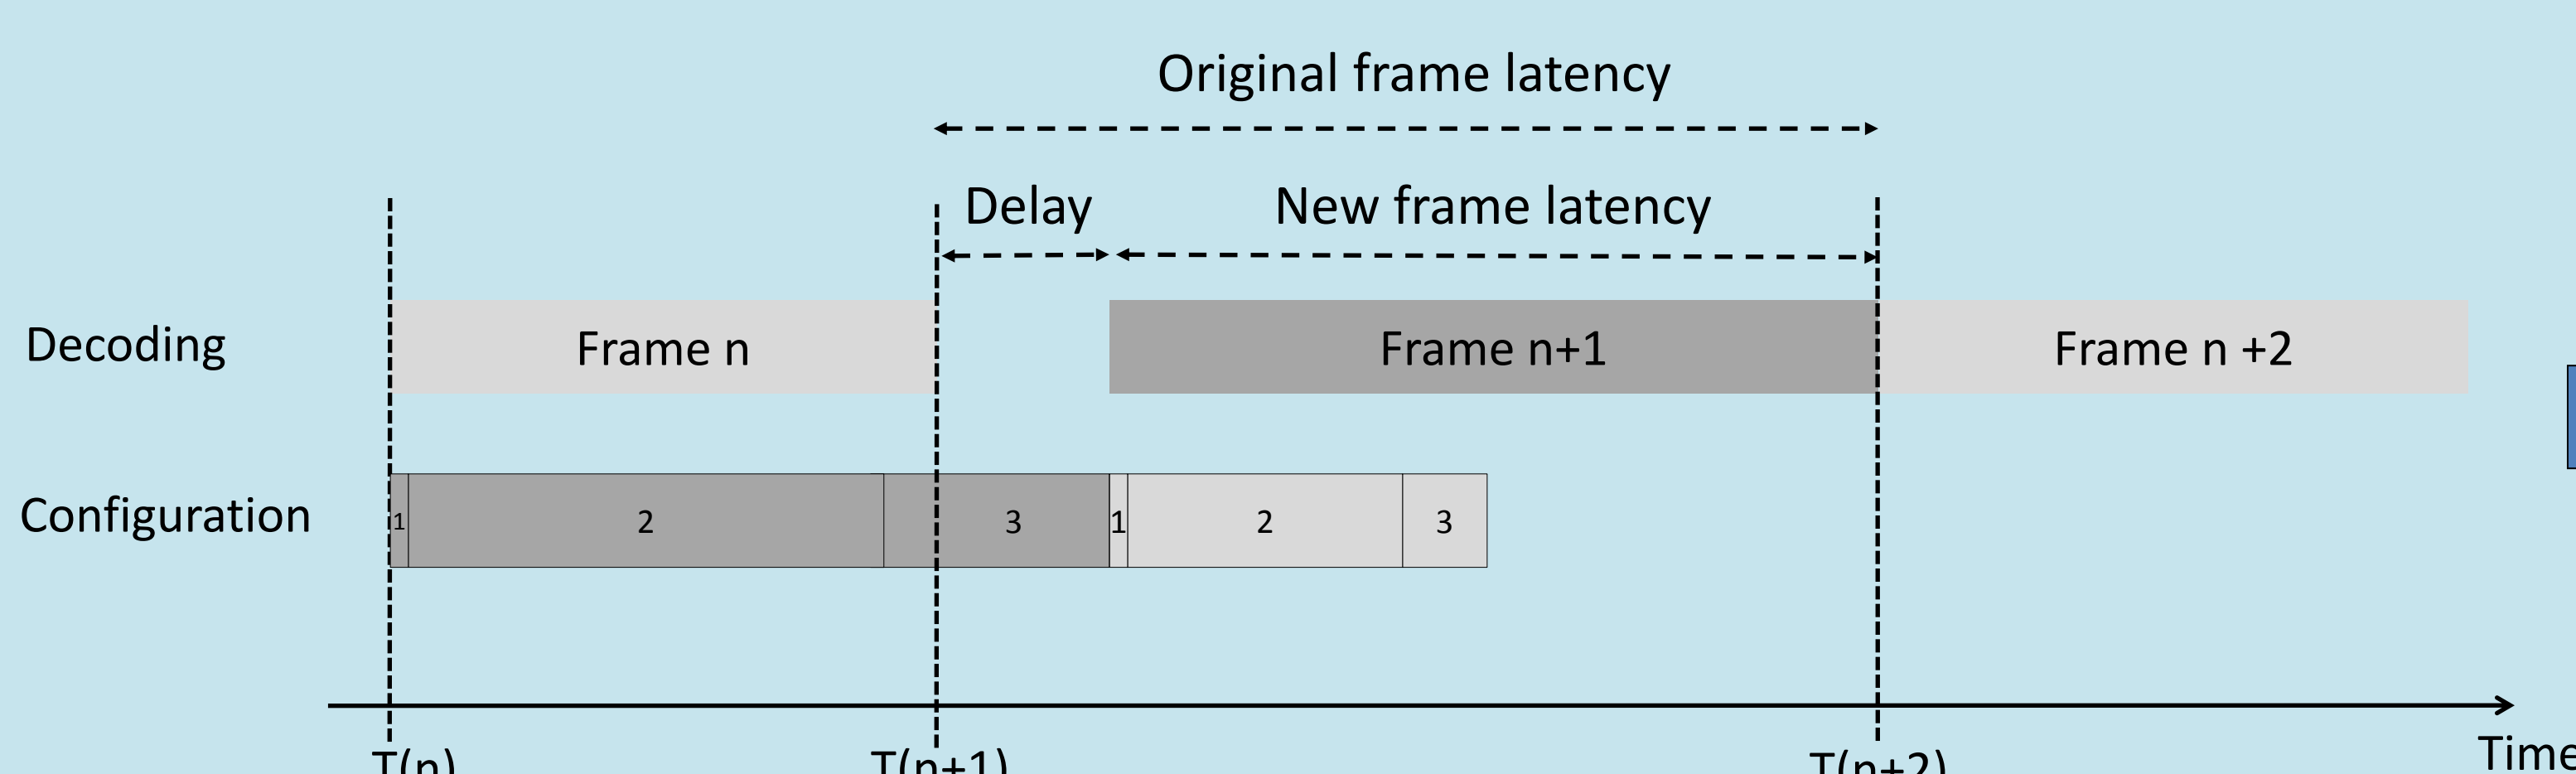 Original frame latency
Delay New frame latency
Decoding Frame n Frame n+1 Frame n +2
Configuration 1 2 3 1 2 3
T(n) T(n+1) T(n+2) Time